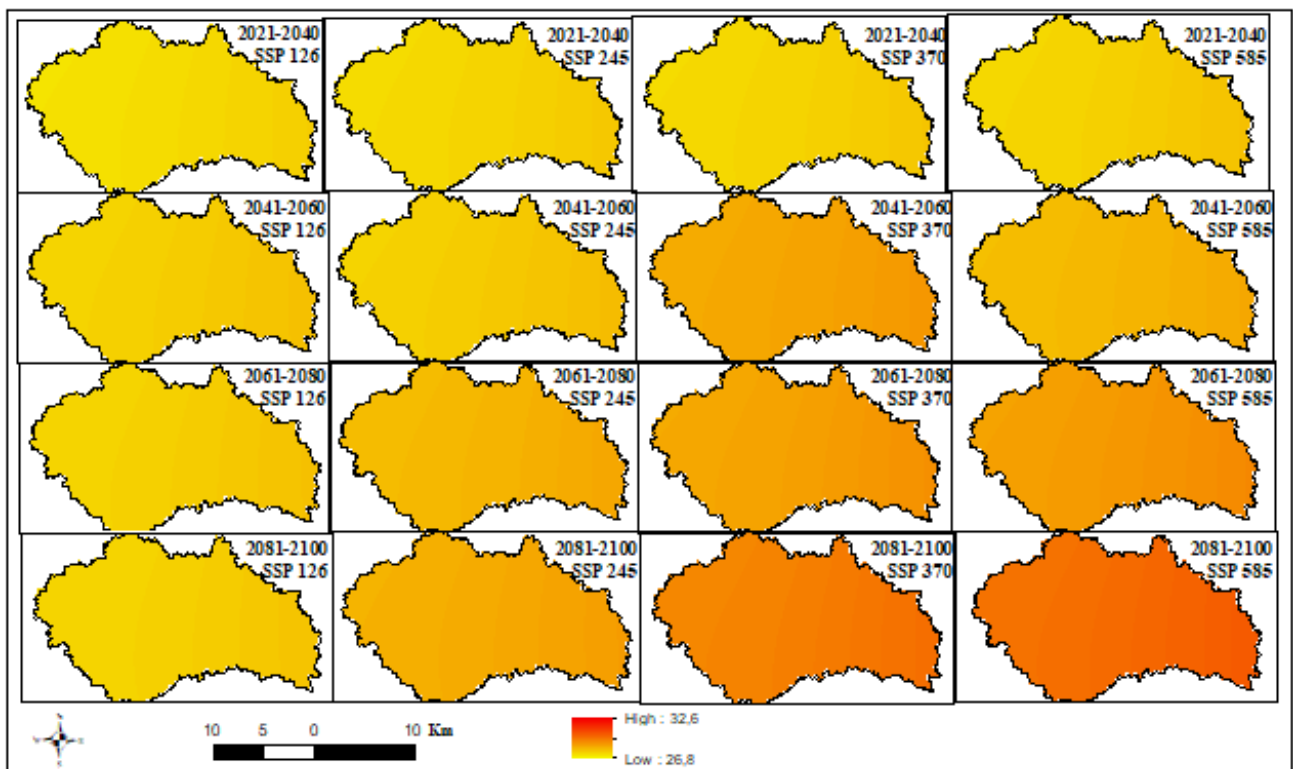 2021-2040
SSP 126
2021-2040
SSP 245
2021-2040
SSP 370
2021-2040
SSP 585
2041-2060
SSP 126
2041-2060
SSP 245
2041-2060
SSP 370
2041-2060
SSP 585
2061-2080
SSP 126
2061-2080
SSP 245
2061-2080
SSP 370
2061-2080
SSP 585
2081-2100
SSP 126
2081-2100
SSP 245
2081-2100
SSP 370
2081-2100
SSP 585
10 5 0 10 Km
High : 32,6
Low : 26,8